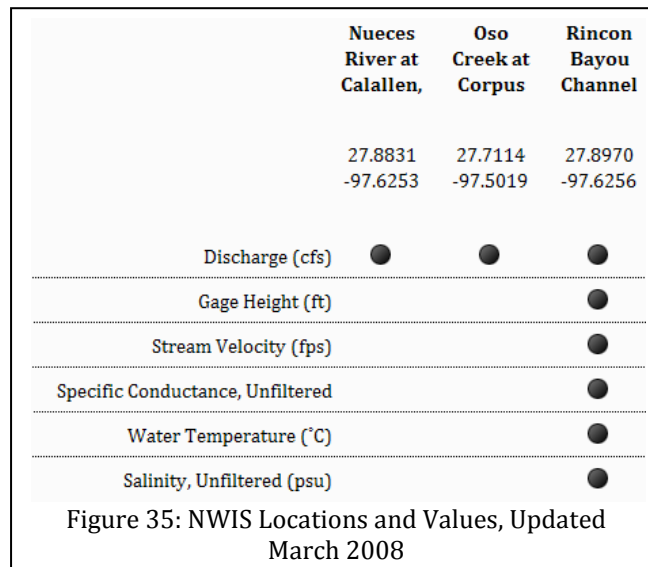 Nueces Oso Rincon
River at Creek at Bayou
Calallen, Corpus Channel
27.8831 27.7114 27.8970
-97.6253 -97.5019 -97.6256
Discharge (cfs)
Gage Height (ft)
Stream Velocity (fps)
Specific Conductance, Unfiltered
Water Temperature (˚C)
Salinity, Unfiltered (psu)
Figure 35: NWIS Locations and Values, Updated
March 2008